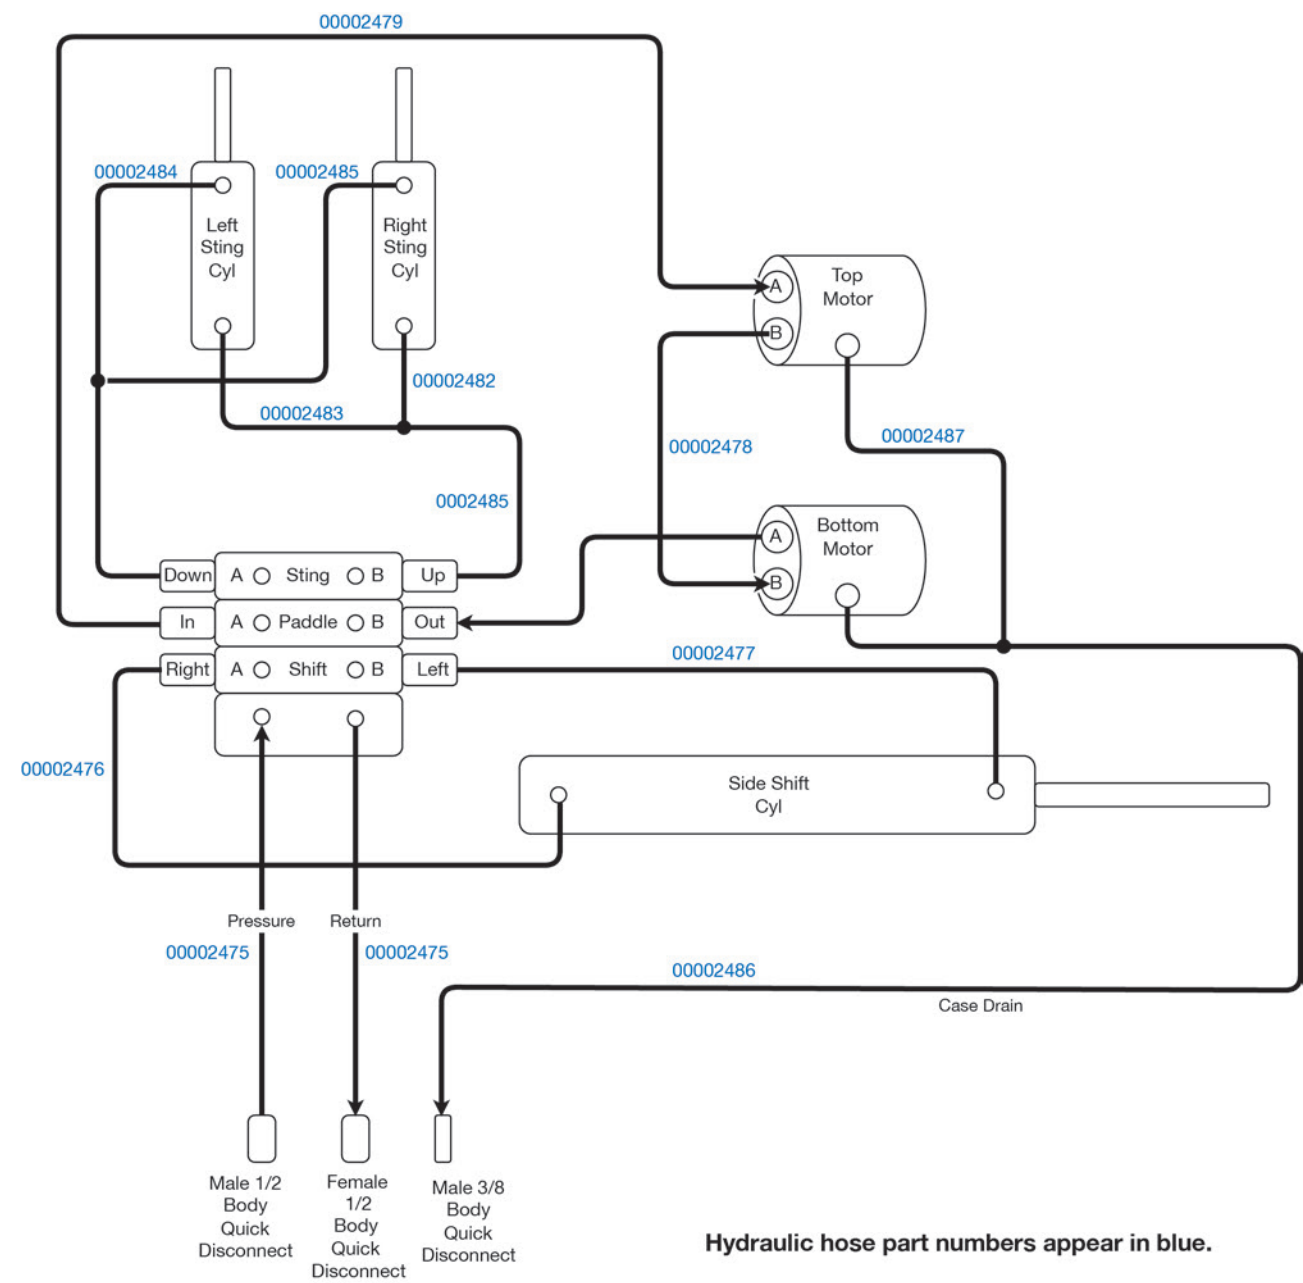 00002479
00002484
00002485
Left
Sting
Cyl
Right
Sting
Cyl
Top
Motor
A
B
00002482
00002483
00002478
00002487
0002485
Bottom
Motor
A
B
Down A Sting B Up
In A Paddle B Out
Right A Shift B Left
00002477
00002476
Side Shift
Cyl
Pressure
Return
00002475
00002475
00002486
Case Drain
Male 1/2
Body
Quick
Disconnect
Female
1/2
Body
Quick
Disconnect
Male 3/8
Body
Quick
Disconnect
Hydraulic hose part numbers appear in blue.